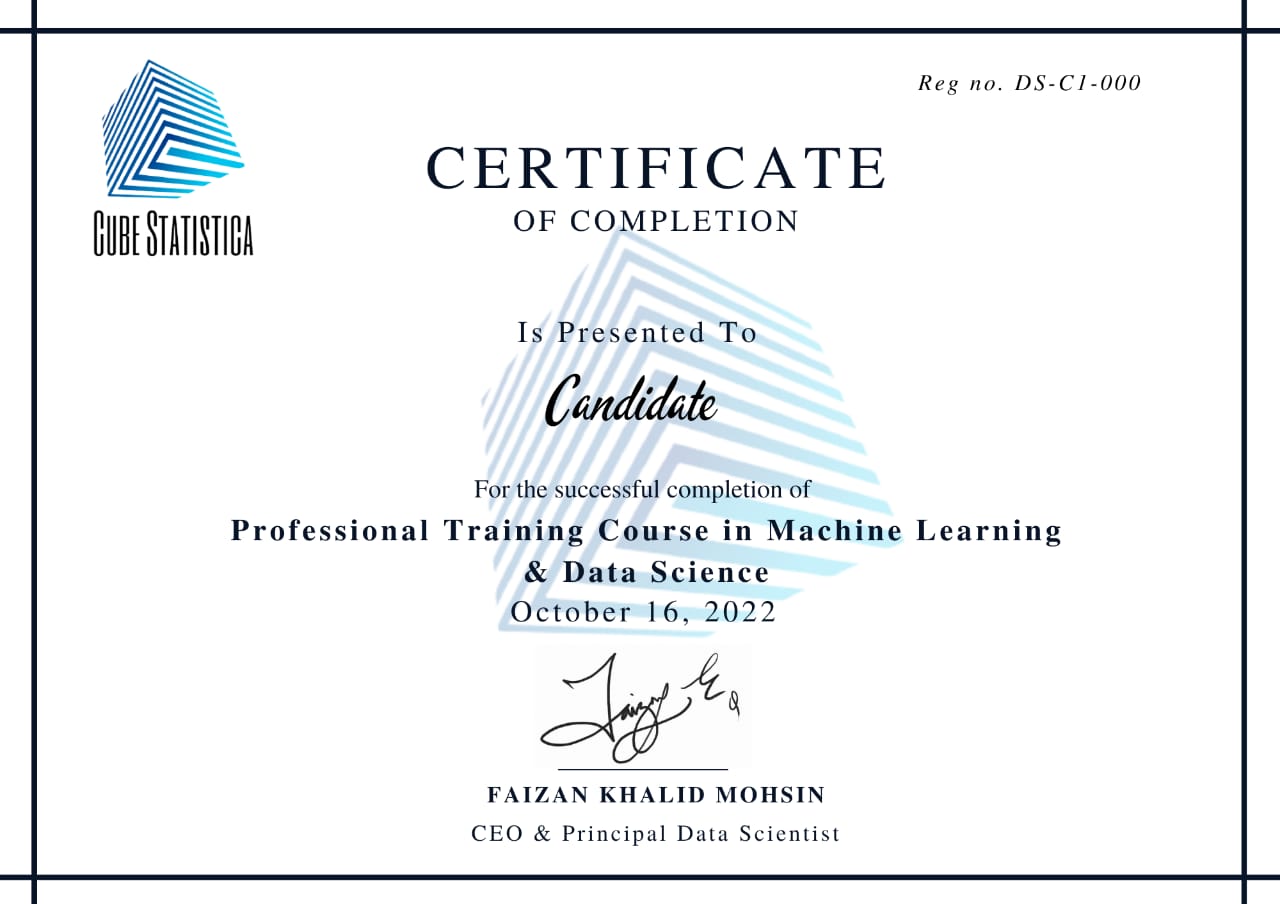 Reg no. DS-C1-000
CUBE STATISTICA
CERTIFICATE
OF COMPLETION
Is Presented To
Candidate
For the successful completion of
Professional Training Course in Machine Learning
& Data Science
October 16, 2022
FAIZAN KHALID MOHSIN
CEO & Principal Data Scientist